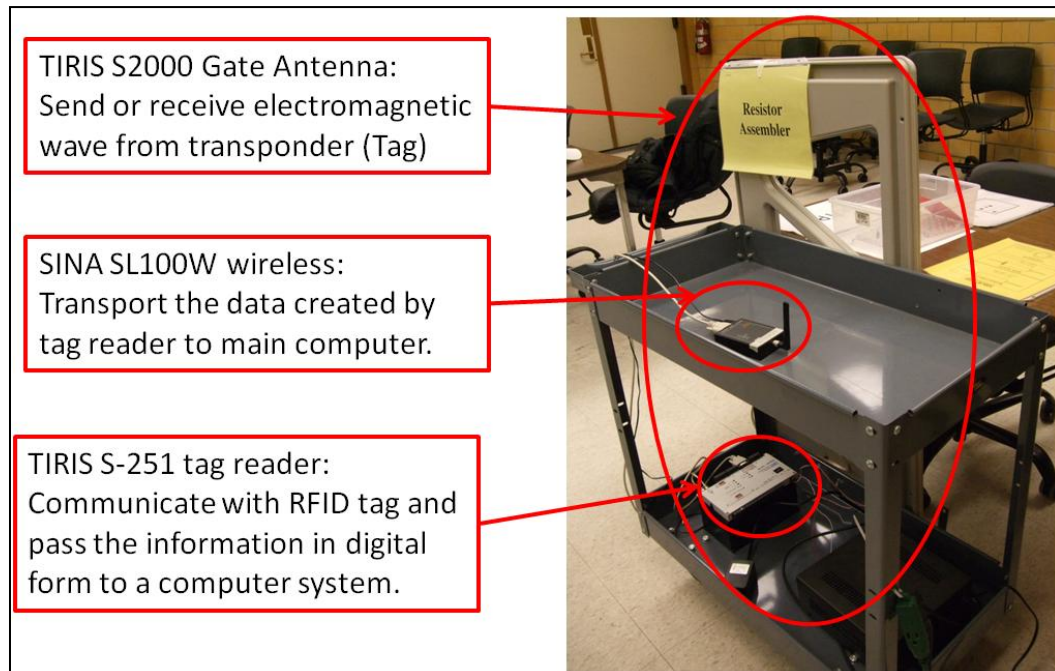 TIRIS S2000 Gate Antenna:
Send or receive electromagnetic
wave from transponder (Tag)
Resistor
Assembler
SINA SL100W wireless:
Transport the data created by
tag reader to main computer.
TIRIS S-251 tag reader:
Communicate with RFID tag and
pass the information in digital
form to a computer system.